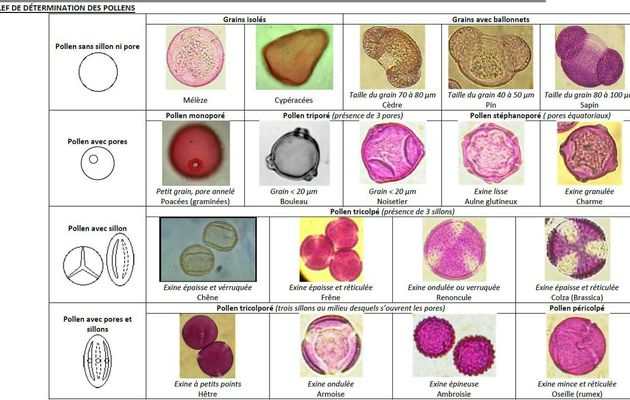 LEF DE DÉTERMINATION DES POLLENS
Grains isolés
Grains avec ballonnets
Pollen sans sillon ni pore
Mélèze
Cypéracées
Taille du grain 70 à 80 µm
Cèdre
Taille du grain 40 à 50 µm
Pin
Taille du grain 80 à 100 µm
Sapin
Pollen monoporé
Pollen triporé (présence de 3 pores)
Pollen stéphanoporé ( pores équatoriaux)
Pollen avec pores
Petit grain, pore annelé
Poacées (graminées)
Grain < 20 µm
Bouleau
Grain < 20 µm
Noisetier
Exine lisse
Aulne glutineux
Exine granulée
Charme
Pollen tricolpé (présence de 3 sillons)
Pollen avec sillon
Exine épaisse et vérruquée
Chêne
Exine épaisse et réticulée
Frêne
Exine ondulée ou verruquée
Renoncule
Exine épaisse et réticulée
Colza (Brassica)
Pollen tricolporé (trois sillons au milieu desquels s'ouvrent les pores)
Pollen péricolpé
Pollen avec pores et
sillons
Exine à petits points
Hêtre
Exine ondulée
Armoise
Exine épineuse
Ambroisie
Exine mince et réticulée
Oseille (rumex)